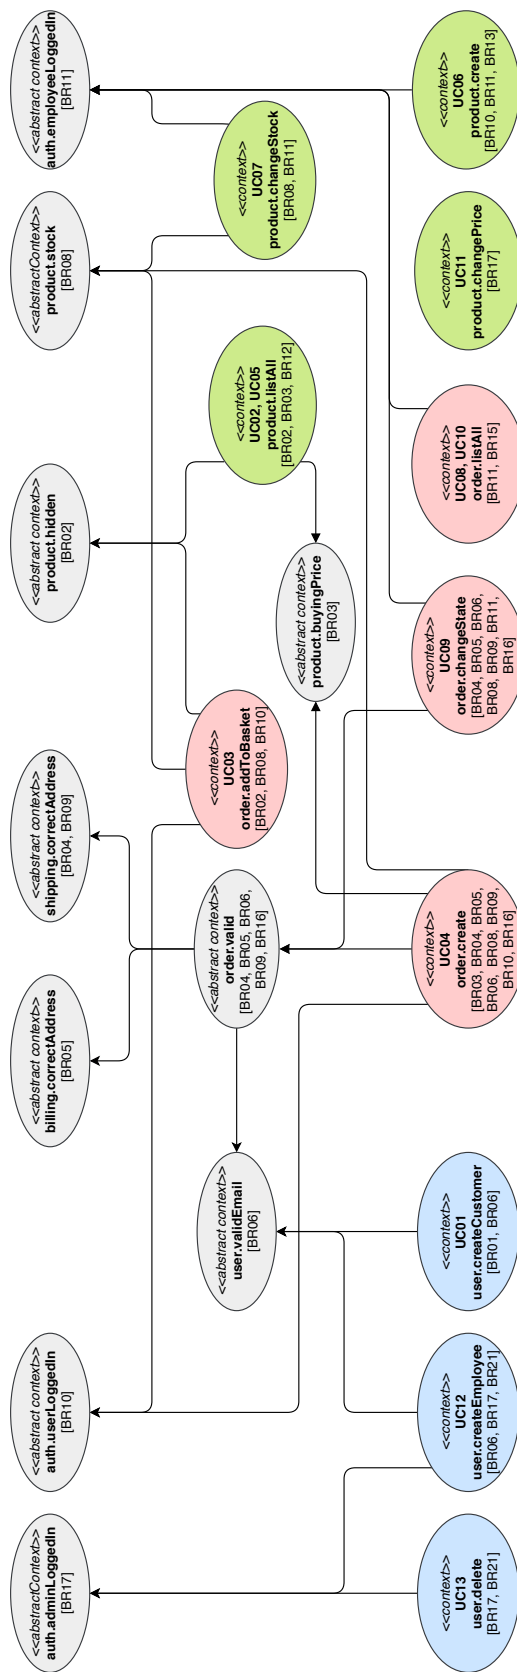 <<abstractContext>>
auth.adminLoggedIn
[BR17]
<<abstract context>>
auth.userLoggedIn
[BR10]
<<abstract context>>
billing.correctAddress
[BR05]
<<abstract context>>
shipping.correctAddress
[BR04, BR09]
<<abstract context>>
product.hidden
[BR02]
<<abstractContext>>
product.stock
[BR08]
<<abstract context>>
auth.employeeLoggedIn
[BR11]
<<abstract context>>
user.validEmail
[BR06]
<<abstract context>>
order.valid
[BR04, BR05, BR06,
BR09, BR16]
<<context>>
UC03
order.addToBasket
[BR02, BR08, BR10]
<<context>>
UC02, UC05
product.listAll
[BR02, BR03, BR12]
<<context>>
UC07
product.changeStock
[BR08, BR11]
<<abstract context>>
product.buyingPrice
[BR03]
<<context>>
UC13
user.delete
[BR17, BR21]
<<context>>
UC12
user.createEmployee
[BR06, BR17, BR21]
<<context>>
UC01
user.createCustomer
[BR01, BR06]
<<context>>
UC04
order.create
[BR03, BR04, BR05,
BR06, BR08, BR09,
BR10, BR16]
<<context>>
UC09
order.changeState
[BR04, BR05, BR06,
BR08, BR09, BR11,
BR16]
<<context>>
UC08, UC10
order.listAll
[BR11, BR15]
<<context>>
UC11
product.changePrice
[BR17]
<<context>>
UC06
product.create
[BR10, BR11, BR13]